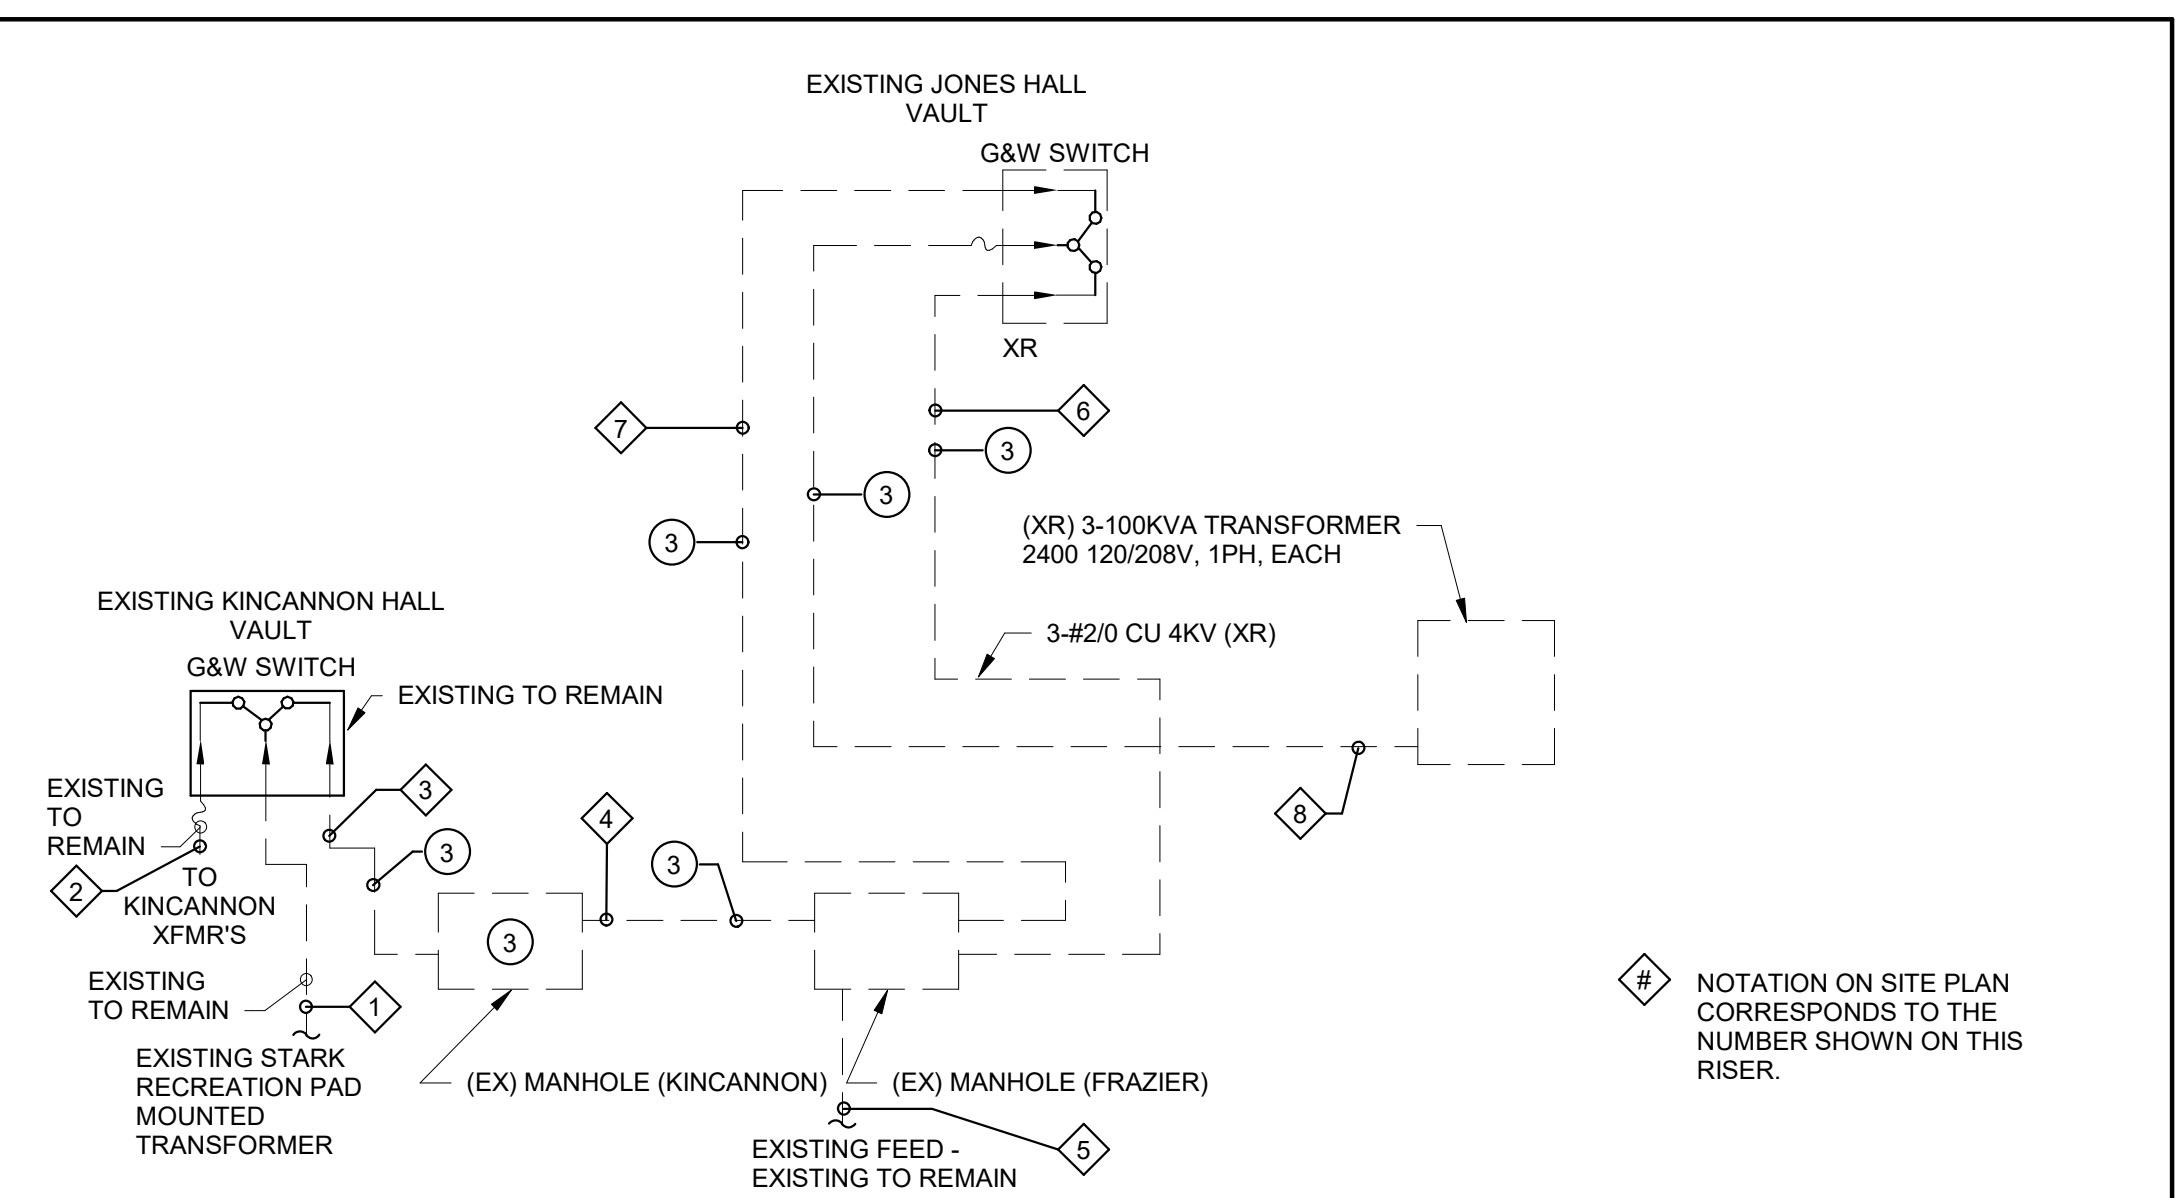 EXISTING JONES HALL
VAULT
G&W SWITCH
XR
7
6
3
3
3
(XR) 3-100KVA TRANSFORMER
2400 120/208V, 1PH, EACH
EXISTING KINCANNON HALL
VAULT
G&W SWITCH
EXISTING TO REMAIN
3-#2/0 CU 4KV (XR)
EXISTING
TO
REMAIN
3
4
8
3
3
2
TO
KINCANNON
XFMR'S
3
EXISTING
TO REMAIN
1
EXISTING STARK
RECREATION PAD
MOUNTED
TRANSFORMER
(EX) MANHOLE (KINCANNON)
(EX) MANHOLE (FRAZIER)
5
EXISTING FEED -
EXISTING TO REMAIN
#
NOTATION ON SITE PLAN
CORRESPONDS TO THE
NUMBER SHOWN ON THIS
RISER.